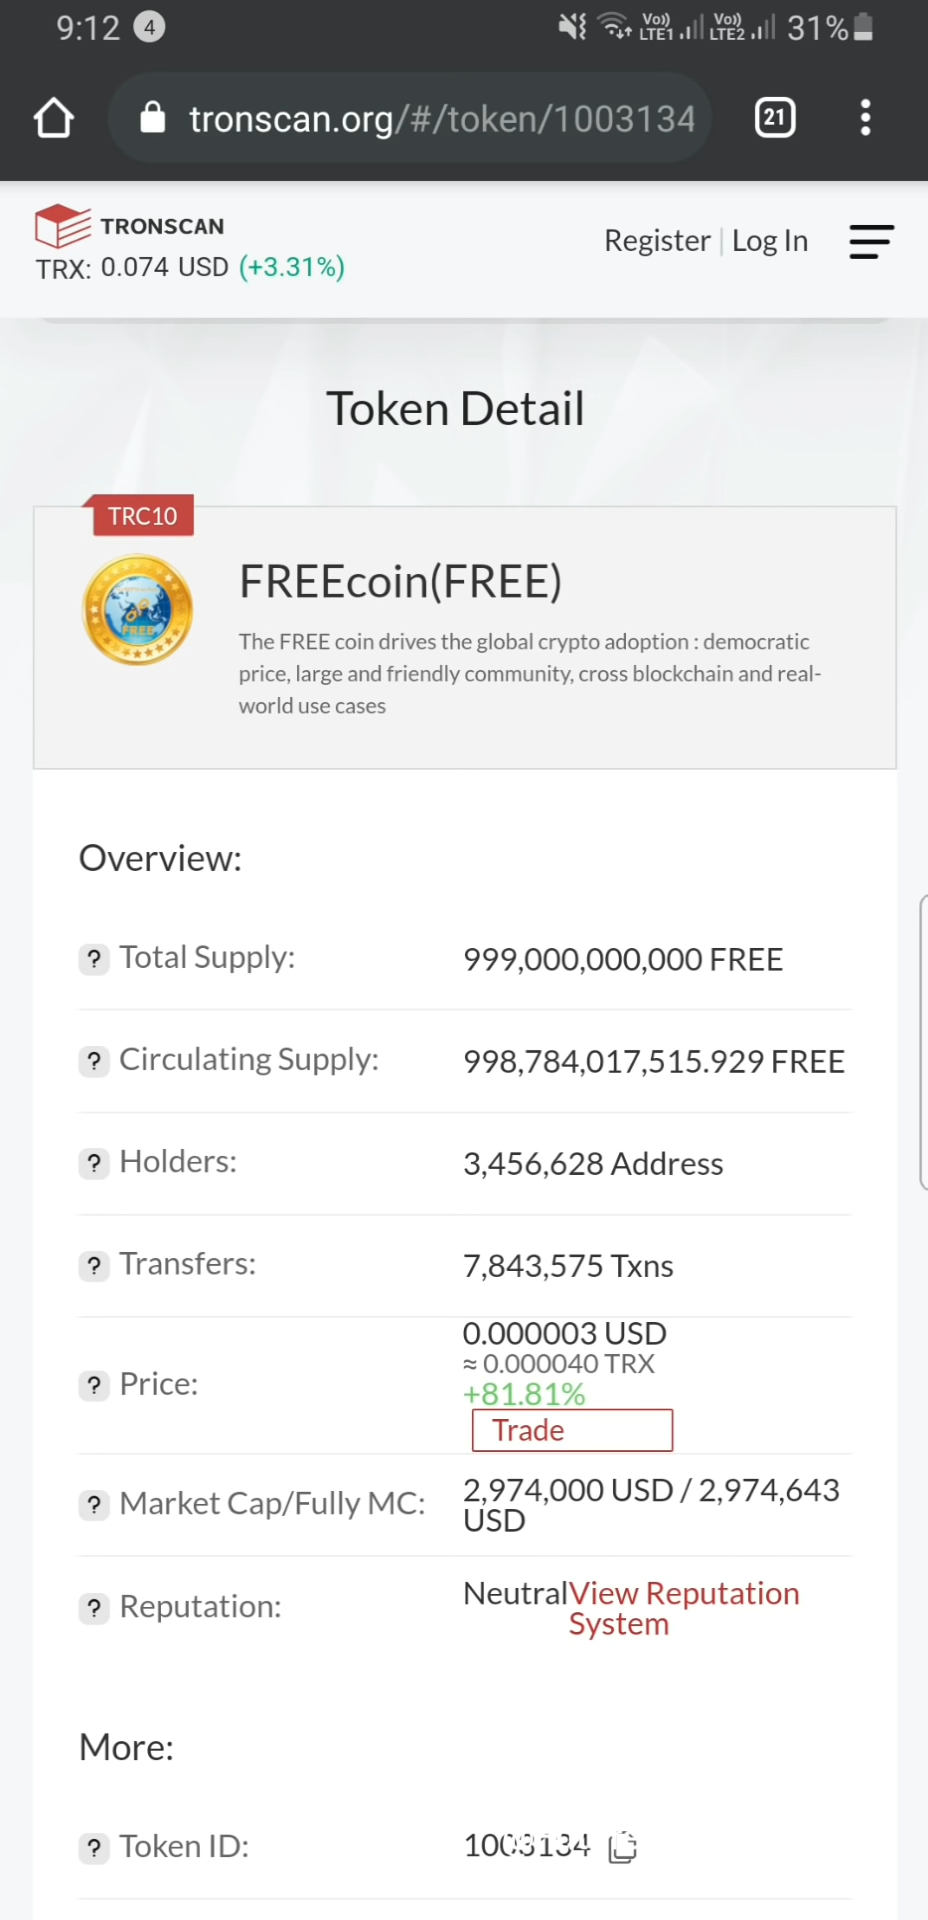 9:12 4 Vo)) LTE1 Vo)) LTE2 31%
tronscan.org/#/token/1003134 21
TRONSCAN
Register | Log In
TRX: 0.074 USD (+3.31%)
Token Detail
TRC10
FREEcoin(FREE)
FREE
The FREE coin drives the global crypto adoption : democratic
price, large and friendly community, cross blockchain and real-
world use cases
Overview:
? Total Supply: 999,000,000,000 FREE
? Circulating Supply: 998,784,017,515.929 FREE
? Holders: 3,456,628 Address
? Transfers: 7,843,575 Txns
0.000003 USD
≈ 0.000040 TRX
? Price:
+81.81%
Trade
? Market Cap/Fully MC: 2,974,000 USD / 2,974,643
USD
? Reputation: NeutralView Reputation
System
More:
? Token ID: 1003134